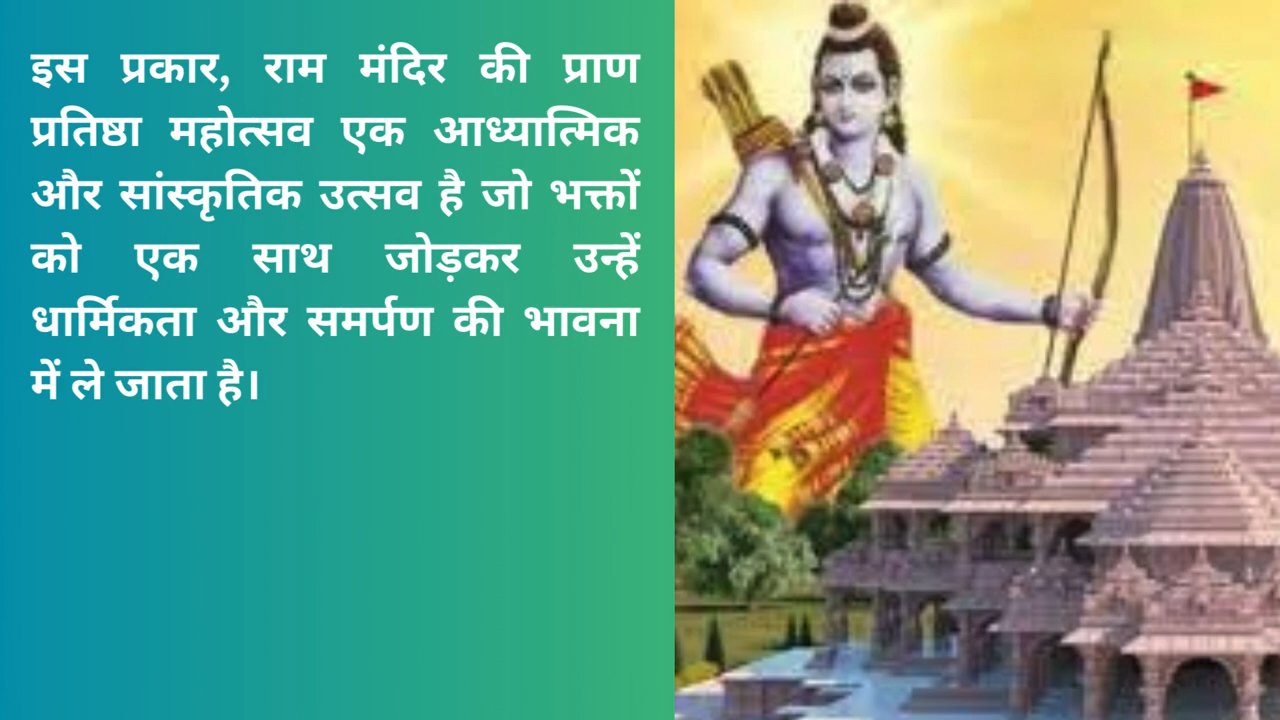 इस प्रकार, राम मंदिर की प्राण
प्रतिष्ठा महोत्सव एक आध्यात्मिक
और सांस्कृतिक उत्सव है जो भक्तों
को एक साथ जोड़कर उन्हें
धार्मिकता और समर्पण की भावना
में ले जाता है।